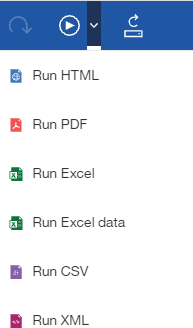 Run HTML
Run PDF
Run Excel
Run Excel data
Run CSV
Run XML